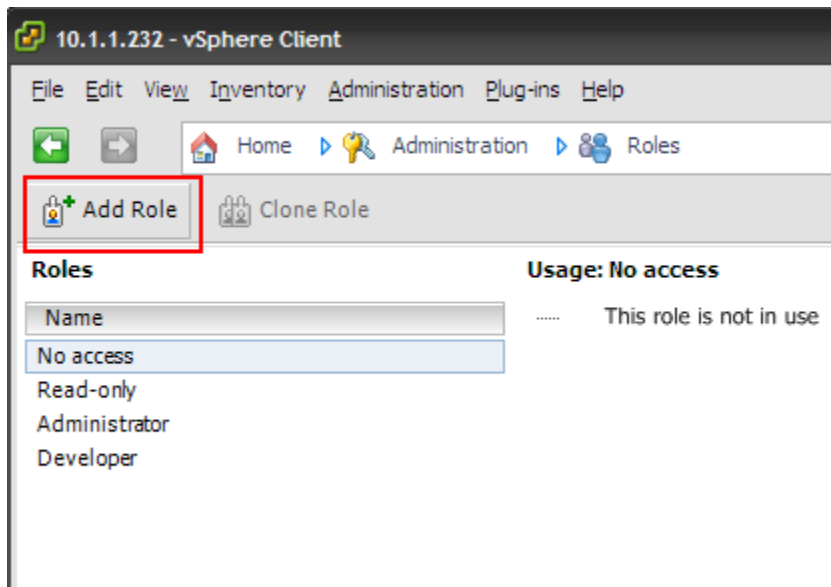 10.1.1.232 - vSphere Client
File Edit View Inventory Administration Plug-ins Help
Home Administration Roles
Add Role Clone Role
Roles
Usage: No access
Name
This role is not in use
No access
Read-only
Administrator
Developer